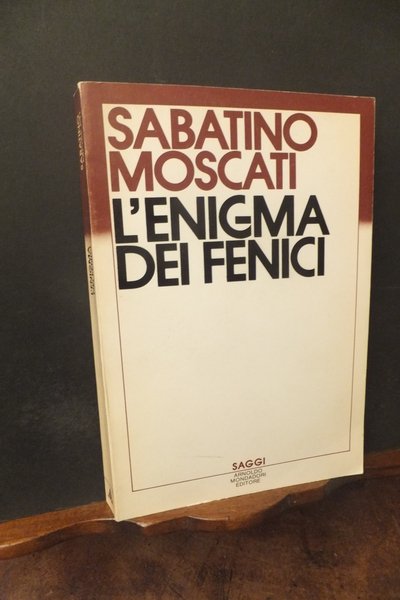 SABATINO
MOSCATI
L'ENIGMA
DEI FENICI
SAGGI
ARNOLDO
MONDADORI
EDITORE